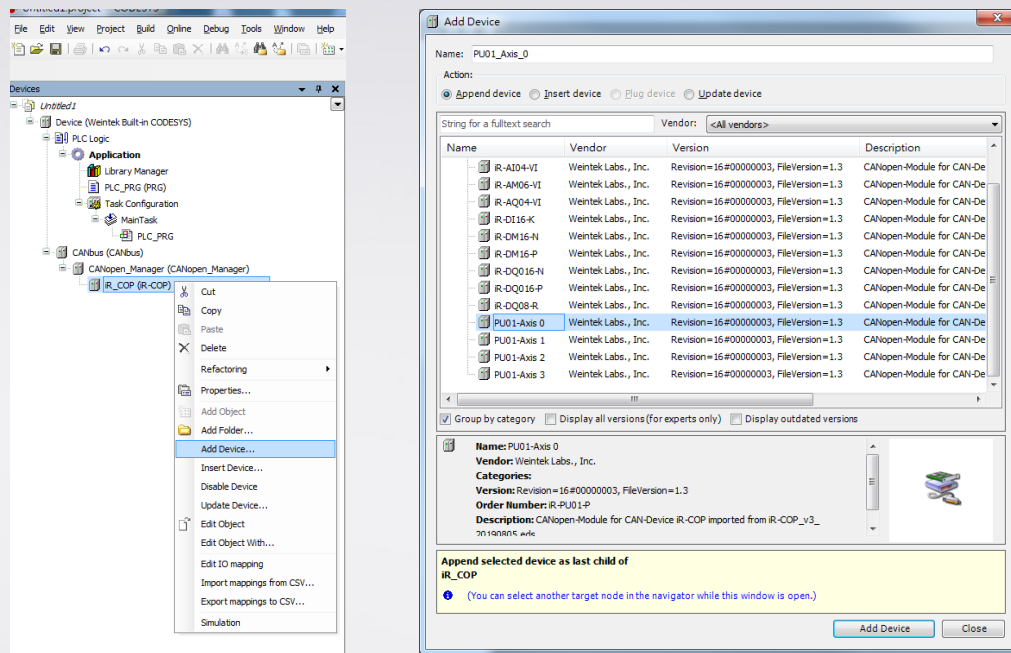 Untitled1.project - CODESYS
File Edit View Project Build Online Debug Tools Window Help
Devices
Untitled1
Device (Weintek Built-in CODESYS)
PLC Logic
Application
Library Manager
PLC_PRG (PRG)
Task Configuration
MainTask
PLC_PRG
CANbus (CANbus)
CANopen_Manager (CANopen_Manager)
iR_COP (iR-COP)
Cut
Copy
Paste
Delete
Refactoring
Properties...
Add Object
Add Folder...
Add Device...
Insert Device...
Disable Device
Update Device...
Edit Object
Edit Object With...
Edit IO mapping
Import mappings from CSV...
Export mappings to CSV...
Simulation
Add Device
Name: PU01_Axis_0
Action:
Append device Insert device Plug device Update device
String for a fulltext search Vendor: <All vendors>
Name Vendor Version Description
iR-AI04-VI Weintek Labs., Inc. Revision=16#00000003, FileVersion=1.3 CANopen-Module for CAN-De
iR-AM06-VI Weintek Labs., Inc. Revision=16#00000003, FileVersion=1.3 CANopen-Module for CAN-De
iR-AQ04-VI Weintek Labs., Inc. Revision=16#00000003, FileVersion=1.3 CANopen-Module for CAN-De
iR-DI16-K Weintek Labs., Inc. Revision=16#00000003, FileVersion=1.3 CANopen-Module for CAN-De
iR-DM16-N Weintek Labs., Inc. Revision=16#00000003, FileVersion=1.3 CANopen-Module for CAN-De
iR-DM16-P Weintek Labs., Inc. Revision=16#00000003, FileVersion=1.3 CANopen-Module for CAN-De
iR-DQ016-N Weintek Labs., Inc. Revision=16#00000003, FileVersion=1.3 CANopen-Module for CAN-De
iR-DQ016-P Weintek Labs., Inc. Revision=16#00000003, FileVersion=1.3 CANopen-Module for CAN-De
iR-DQ08-R Weintek Labs., Inc. Revision=16#00000003, FileVersion=1.3 CANopen-Module for CAN-De
PU01-Axis 0 Weintek Labs., Inc. Revision=16#00000003, FileVersion=1.3 CANopen-Module for CAN-De
PU01-Axis 1 Weintek Labs., Inc. Revision=16#00000003, FileVersion=1.3 CANopen-Module for CAN-De
PU01-Axis 2 Weintek Labs., Inc. Revision=16#00000003, FileVersion=1.3 CANopen-Module for CAN-De
PU01-Axis 3 Weintek Labs., Inc. Revision=16#00000003, FileVersion=1.3 CANopen-Module for CAN-De
Group by category Display all versions (for experts only) Display outdated versions
Name: PU01-Axis 0
Vendor: Weintek Labs., Inc.
Categories:
Version: Revision=16#00000003, FileVersion=1.3
Order Number: iR-PU01-P
Description: CANopen-Module for CAN-Device iR-COP imported from iR-COP_v3_
20190805.eds
Append selected device as last child of
iR_COP
(You can select another target node in the navigator while this window is open.)
Add Device Close